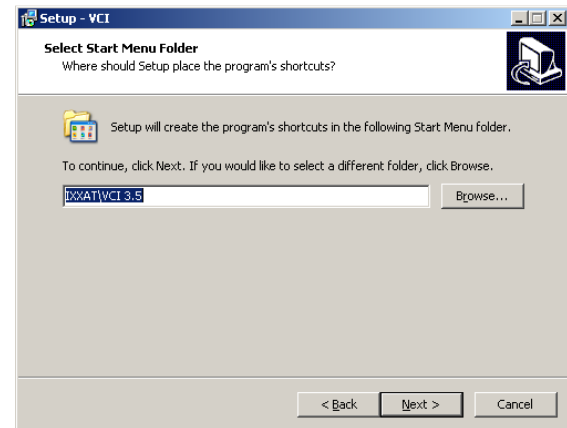 Setup - VCI
Select Start Menu Folder
Where should Setup place the program's shortcuts?
Setup will create the program's shortcuts in the following Start Menu folder.
To continue, click Next. If you would like to select a different folder, click Browse.
IXXAT\VCI 3.5
Browse...
< Back
Next >
Cancel